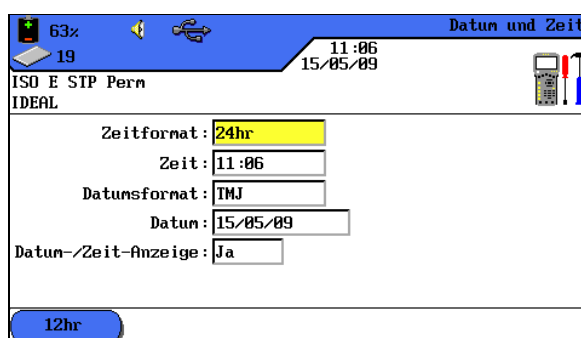 63%
Datum und Zeit
19
11:06
15/05/09
ISO E STP Perm
IDEAL
Zeitformat: 24hr
Zeit: 11:06
Datumsformat: TMJ
Datum: 15/05/09
Datum-/Zeit-Anzeige: Ja
12hr